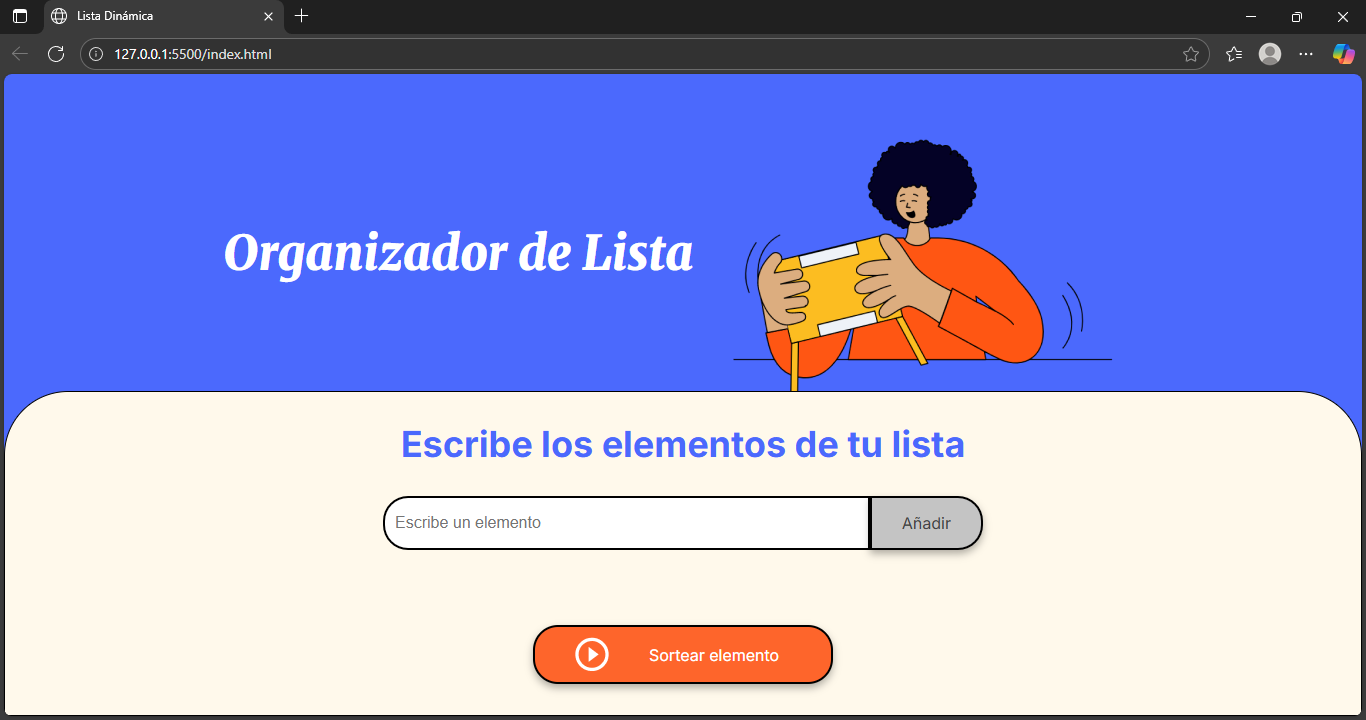 Lista Dinámica
127.0.0.1:5500/index.html
Organizador de Lista
Escribe los elementos de tu lista
Escribe un elemento
Añadir
Sortear elemento